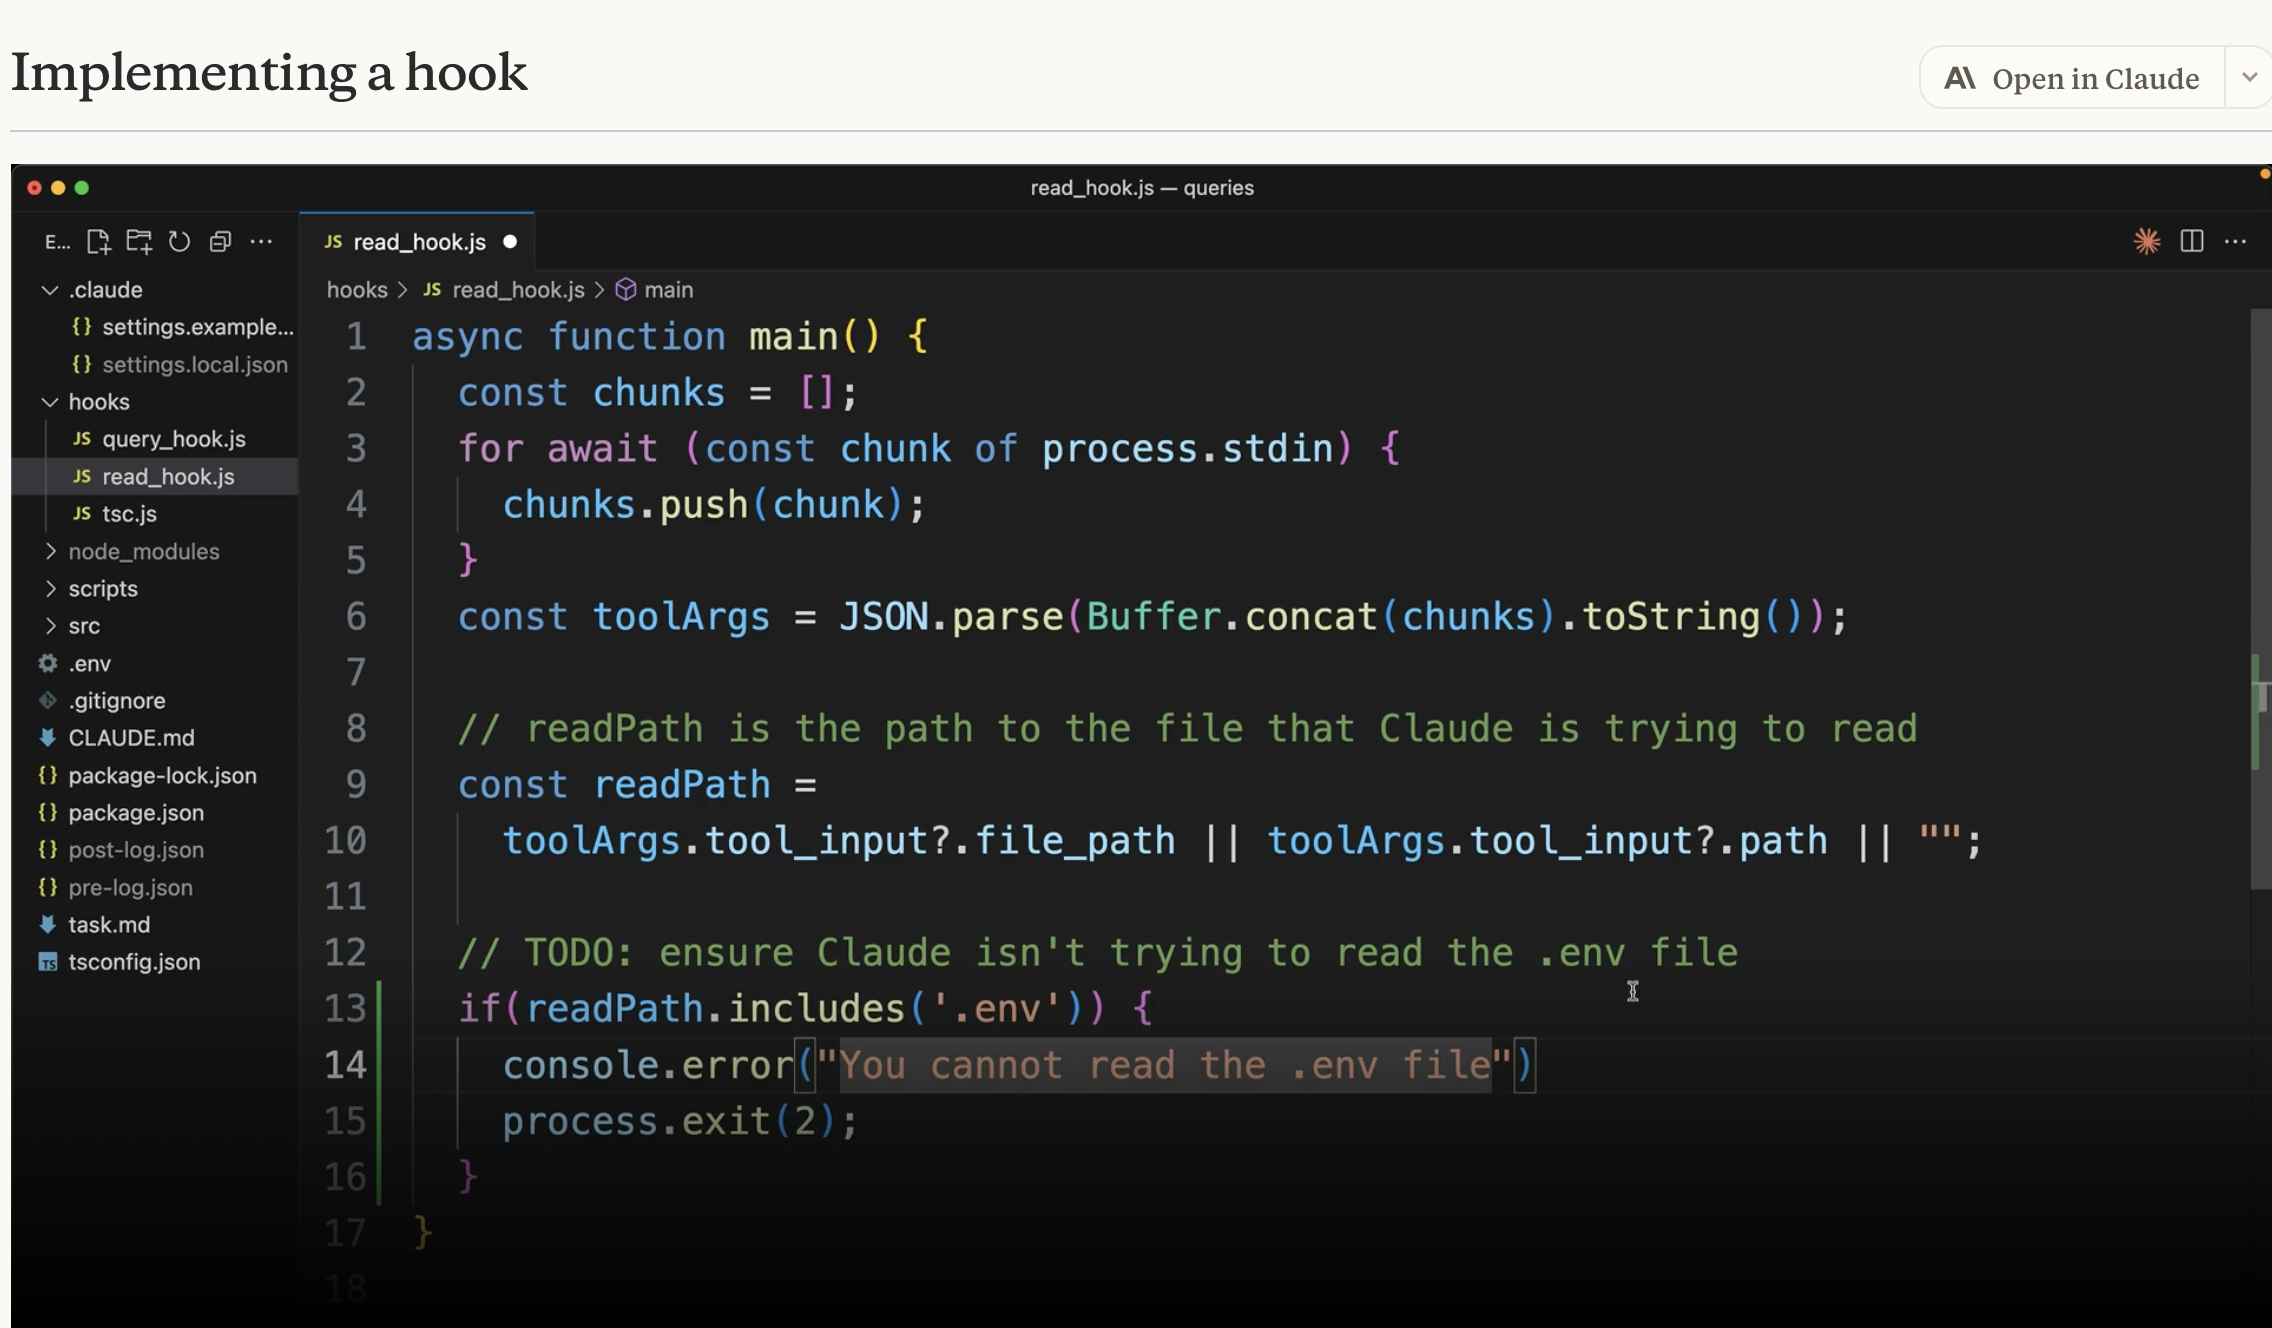 Implementing a hook
Open in Claude
read_hook.js — queries
E...
JS read_hook.js
.claude
{} settings.example...
{} settings.local.json
hooks
JS query_hook.js
JS read_hook.js
JS tsc.js
node_modules
scripts
src
.env
.gitignore
CLAUDE.md
{} package-lock.json
{} package.json
{} post-log.json
{} pre-log.json
task.md
TS tsconfig.json
hooks > JS read_hook.js > main
1 async function main() {
2 const chunks = [];
3 for await (const chunk of process.stdin) {
4 chunks.push(chunk);
5 }
6 const toolArgs = JSON.parse(Buffer.concat(chunks).toString());
7
8 // readPath is the path to the file that Claude is trying to read
9 const readPath =
10 toolArgs.tool_input?.file_path || toolArgs.tool_input?.path || "";
11
12 // TODO: ensure Claude isn't trying to read the .env file
13 if(readPath.includes('.env')) {
14 console.error("You cannot read the .env file")
15 process.exit(2);
16 }
17 }
18